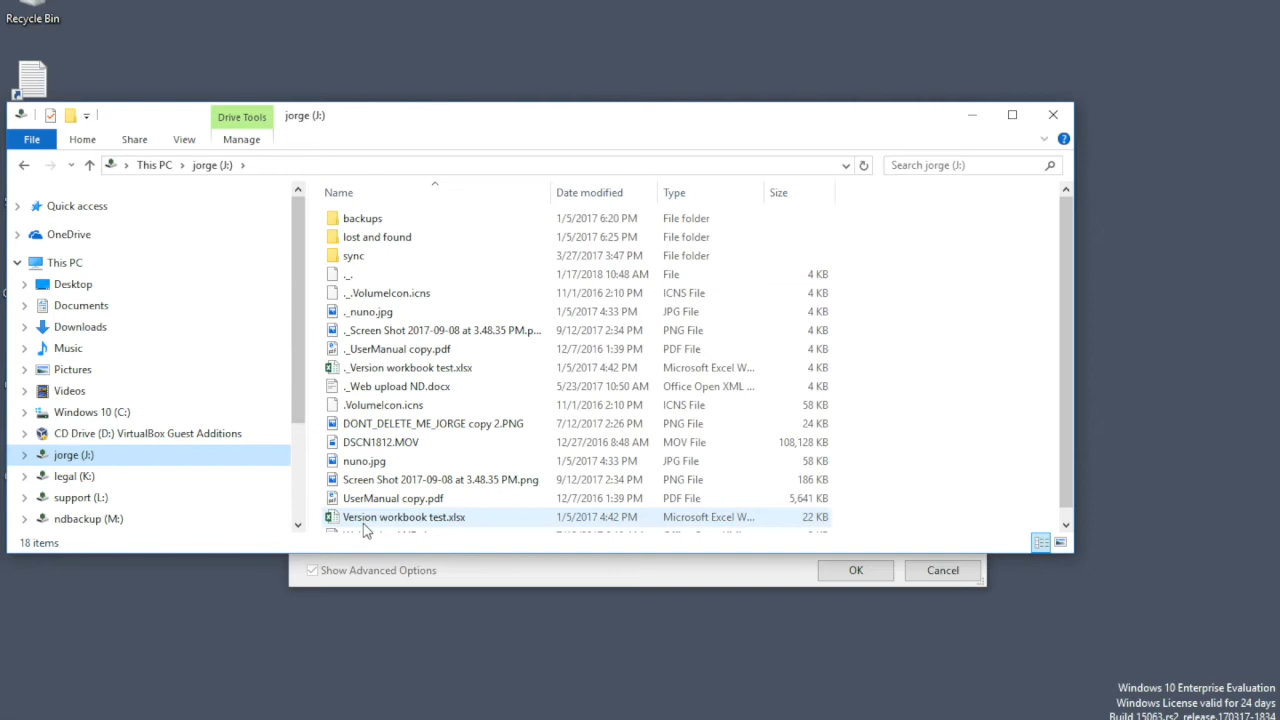 Recycle Bin
Drive Tools
jorge (J:)
File
Home
Share
View
Manage
This PC
jorge (J:)
Search jorge (J:)
Name
Date modified
Type
Size
Quick access
OneDrive
This PC
Desktop
Documents
Downloads
Music
Pictures
Videos
Windows 10 (C:)
CD Drive (D:) VirtualBox Guest Additions
jorge (J:)
legal (K:)
support (L:)
ndbackup (M:)
backups 1/5/2017 6:20 PM File folder
lost and found 1/5/2017 6:25 PM File folder
sync 3/27/2017 3:47 PM File folder
._. 1/17/2018 10:48 AM File 4 KB
._.VolumeIcon.icns 11/1/2016 2:10 PM ICNS File 4 KB
._nuno.jpg 1/5/2017 4:33 PM JPG File 4 KB
._Screen Shot 2017-09-08 at 3.48.35 PM.p... 9/12/2017 2:34 PM PNG File 4 KB
._UserManual copy.pdf 12/7/2016 1:39 PM PDF File 4 KB
._Version workbook test.xlsx 1/5/2017 4:42 PM Microsoft Excel W... 4 KB
._Web upload ND.docx 5/23/2017 10:50 AM Office Open XML ... 4 KB
.VolumeIcon.icns 11/1/2016 2:10 PM ICNS File 58 KB
DONT_DELETE_ME_JORGE copy 2.PNG 7/12/2017 2:26 PM PNG File 24 KB
DSCN1812.MOV 12/27/2016 8:48 AM MOV File 108,128 KB
nuno.jpg 1/5/2017 4:33 PM JPG File 58 KB
Screen Shot 2017-09-08 at 3.48.35 PM.png 9/12/2017 2:34 PM PNG File 186 KB
UserManual copy.pdf 12/7/2016 1:39 PM PDF File 5,641 KB
Version workbook test.xlsx 1/5/2017 4:42 PM Microsoft Excel W... 22 KB
18 items
Show Advanced Options
OK
Cancel
Windows 10 Enterprise Evaluation
Windows License valid for 24 days
Build 15063.rs2_release.170317-1834